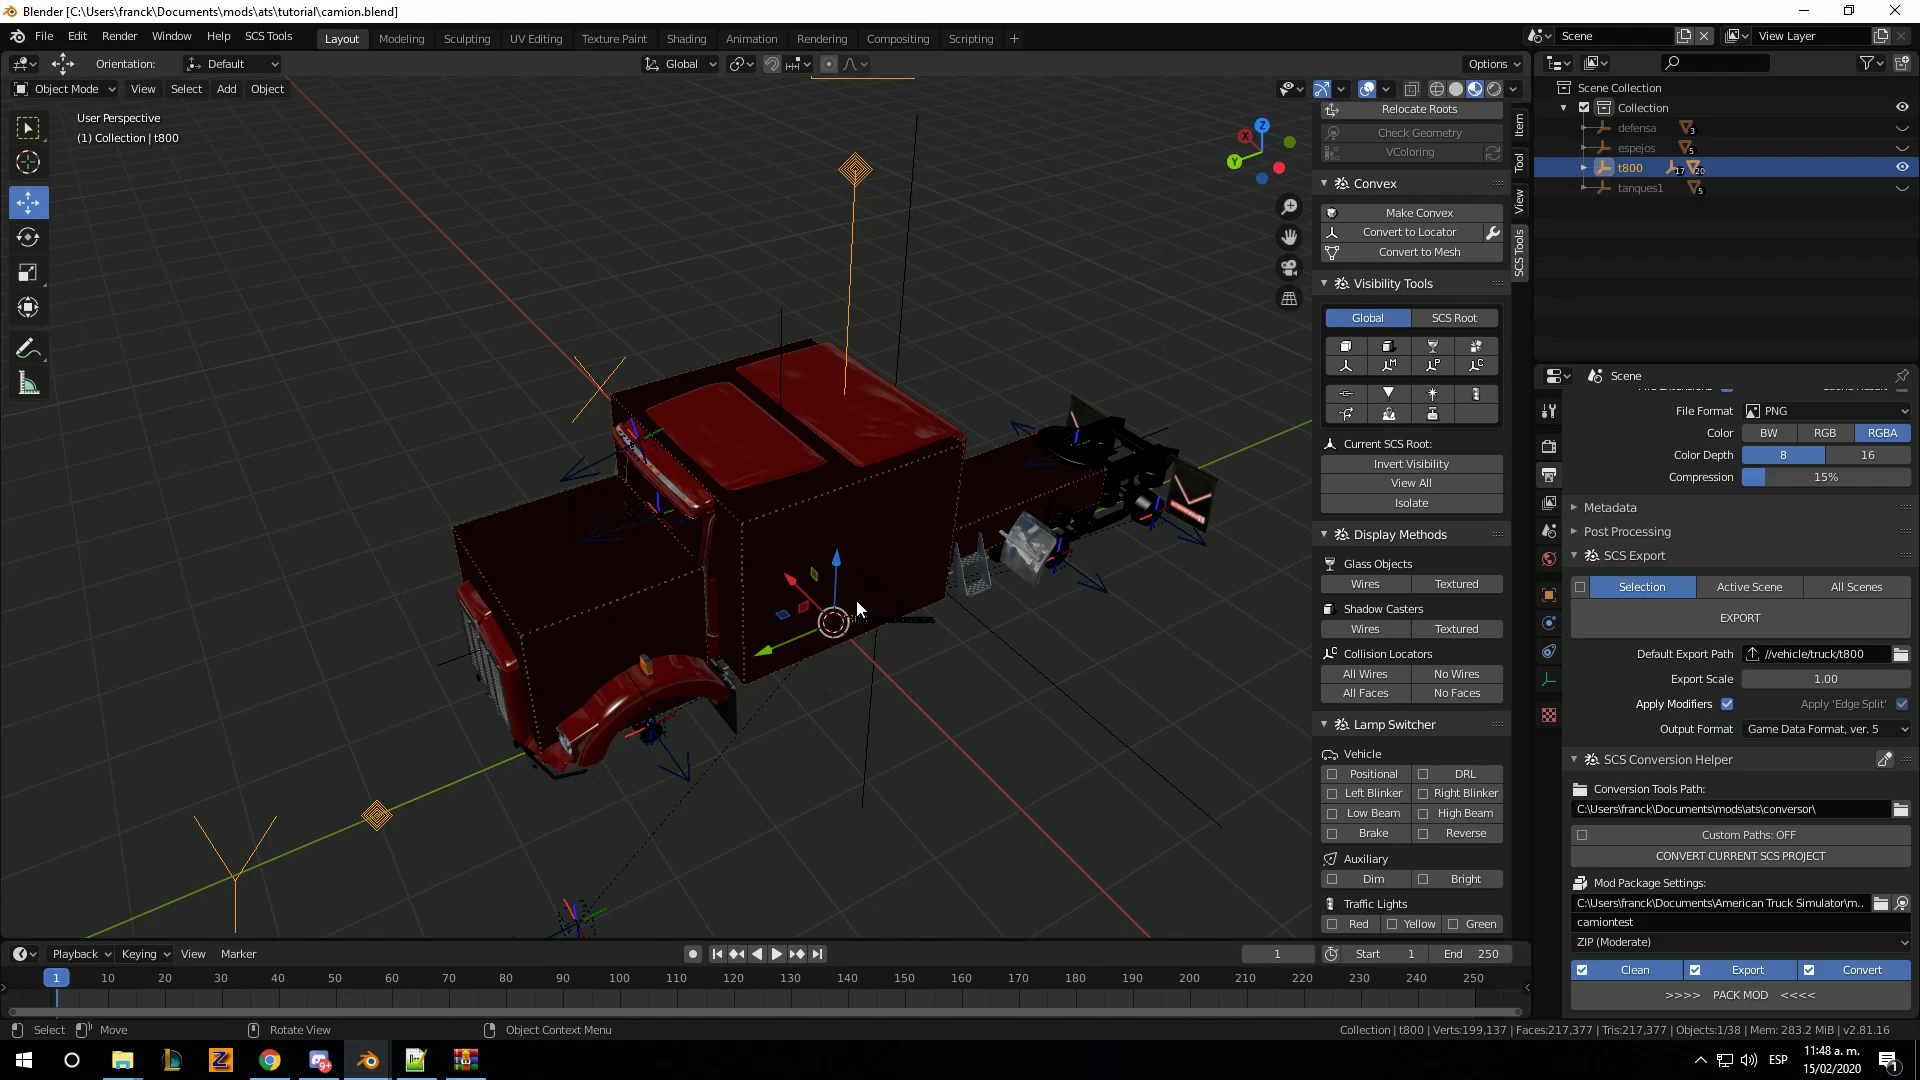 Blender [C:\Users\franck\Documents\mods\ats\tutorial\camion.blend]
File Edit Render Window Help SCS Tools Layout Modeling Sculpting UV Editing Texture Paint Shading Animation Rendering Compositing Scripting + Scene View Layer
Orientation: Default Global Options
Object Mode View Select Add Object
User Perspective
(1) Collection | t800
Z
X
Y
Item
Tool
View
SCS Tools
Relocate Roots
Check Geometry
VColoring
Convex
Make Convex
Convert to Locator
Convert to Mesh
Visibility Tools
Global SCS Root
M P C
Current SCS Root:
Invert Visibility
View All
Isolate
Display Methods
Glass Objects
Wires Textured
Shadow Casters
Wires Textured
Collision Locators
All Wires No Wires
All Faces No Faces
Lamp Switcher
Vehicle
Positional DRL
Left Blinker Right Blinker
Low Beam High Beam
Brake Reverse
Auxiliary
Dim Bright
Traffic Lights
Red Yellow Green
Scene Collection
Collection
defensa 3
espejos 5
t800 17 20
tanques1 5
Scene
File Format PNG
Color BW RGB RGBA
Color Depth 8 16
Compression 15%
Metadata
Post Processing
SCS Export
Selection Active Scene All Scenes
EXPORT
Default Export Path //vehicle/truck/t800
Export Scale 1.00
Apply Modifiers Apply 'Edge Split'
Output Format Game Data Format, ver. 5
SCS Conversion Helper
Conversion Tools Path:
C:\Users\franck\Documents\mods\ats\conversor\
Custom Paths: OFF
CONVERT CURRENT SCS PROJECT
Mod Package Settings:
C:\Users\franck\Documents\American Truck Simulator\m..
camiontest
ZIP (Moderate)
Clean Export Convert
>>>> PACK MOD <<<<
Playback Keying View Marker 1 Start 1 End 250
1 10 20 30 40 50 60 70 80 90 100 110 120 130 140 150 160 170 180 190 200 210 220 230 240 250
Select Move Rotate View Object Context Menu Collection | t800 | Verts:199,137 | Faces:217,377 | Tris:217,377 | Objects:1/38 | Mem: 283.2 MiB | v2.81.16
ESP 11:48 a. m.
15/02/2020